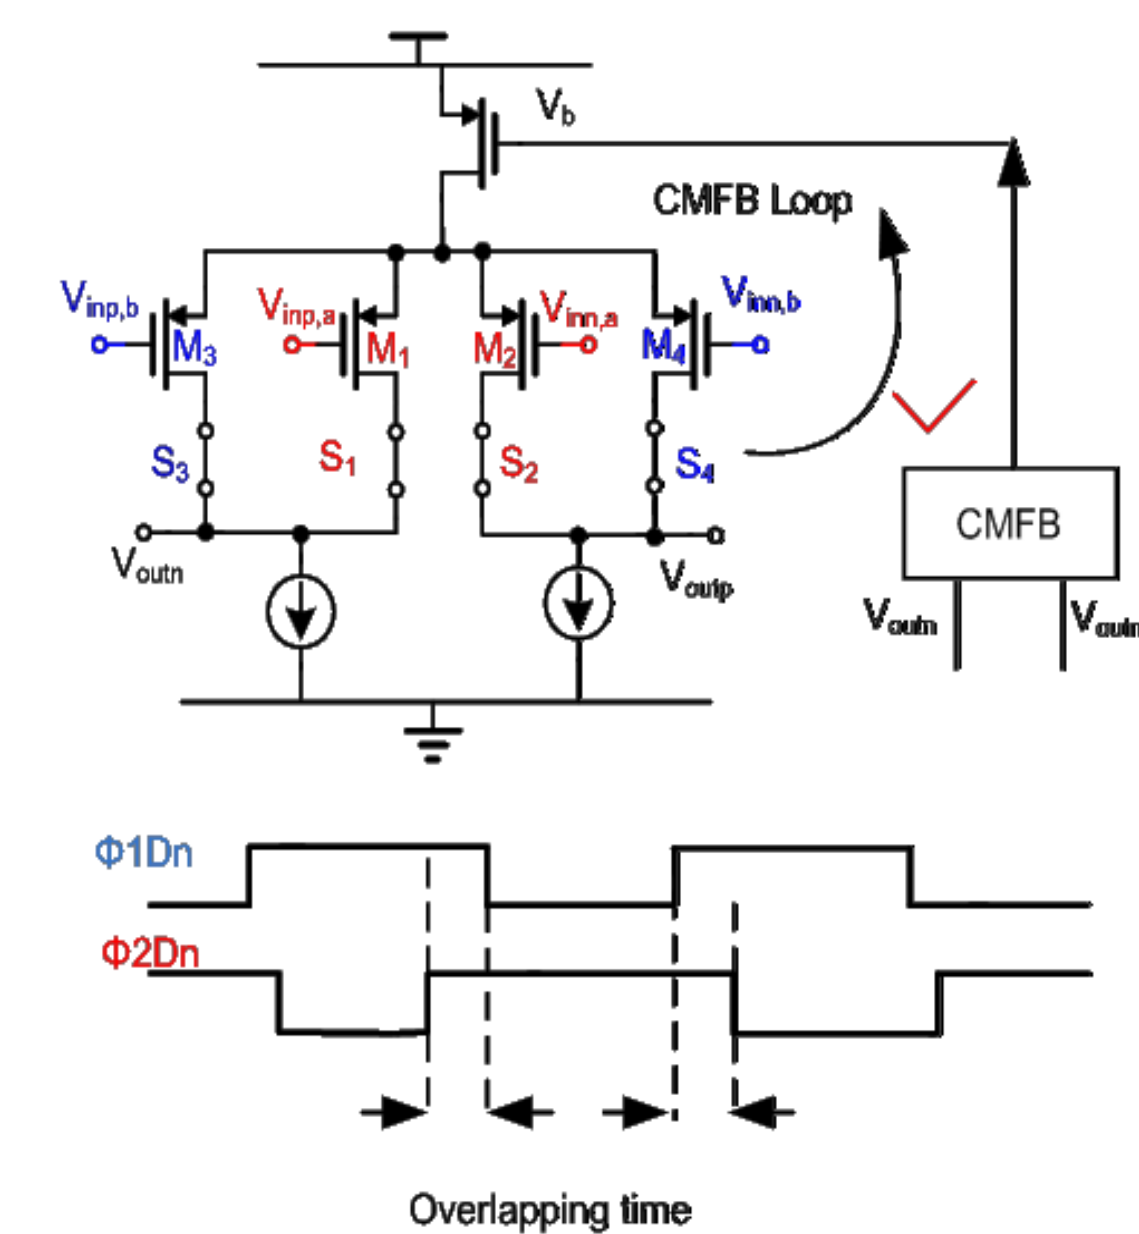 Vb
CMFB Loop
Vinp,b
Vinp,a
Vinn,a
Vinn,b
M3
M1
M2
M4
S3
S1
S2
S4
CMFB
Voutn
Voutp
Voutn
Voutn
Φ1Dn
Φ2Dn
Overlapping time